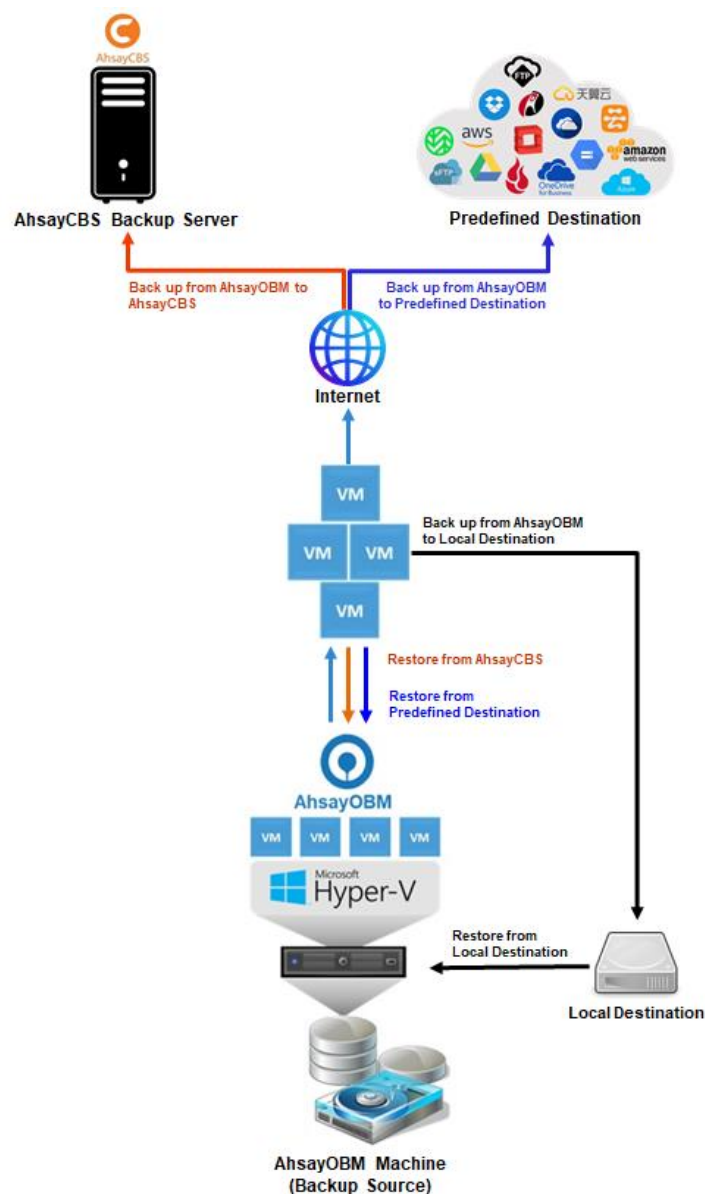 AhsayCBS
AhsayCBS Backup Server
FTP
天翼云
aws
amazon
web services
sFTP
OneDrive
for Business
Azure
Predefined Destination
Back up from AhsayOBM to
AhsayCBS
Back up from AhsayOBM
to Predefined Destination
Internet
VM
VM
VM
VM
Back up from AhsayOBM
to Local Destination
Restore from AhsayCBS
Restore from
Predefined Destination
AhsayOBM
VM
VM
VM
VM
Microsoft
Hyper-V
Restore from
Local Destination
Local Destination
AhsayOBM Machine
(Backup Source)